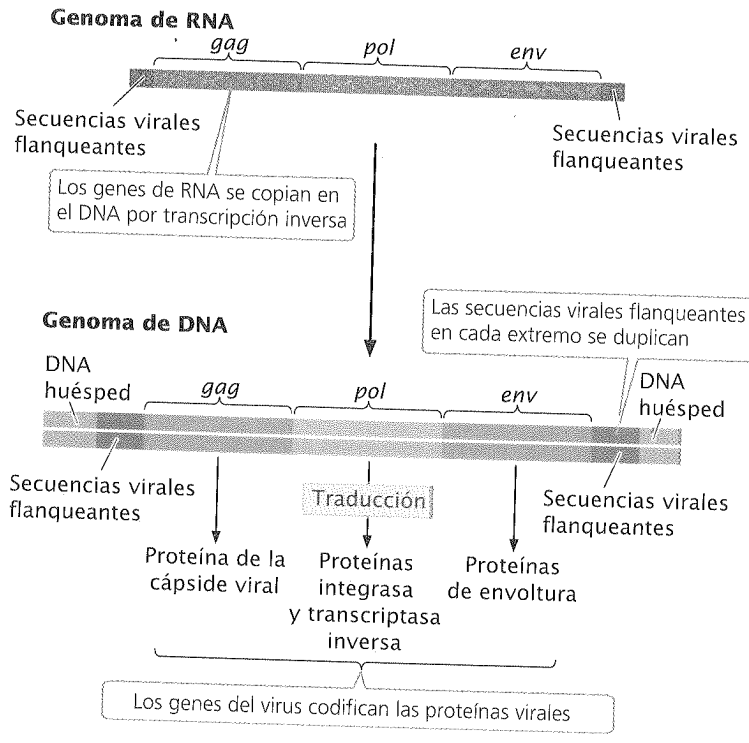 Genoma de RNA
gag
pol
env
Secuencias virales
flanqueantes
Secuencias virales
flanqueantes
Los genes de RNA se copian en
el DNA por transcripción inversa
Las secuencias virales flanqueantes
en cada extremo se duplican
Genoma de DNA
DNA
huésped
gag
pol
env
DNA
huésped
Secuencias virales
flanqueantes
Traducción
Secuencias virales
flanqueantes
Proteína de la
cápside viral
Proteínas
integrasa
y transcriptasa
inversa
Proteínas
de envoltura
Los genes del virus codifican las proteínas virales